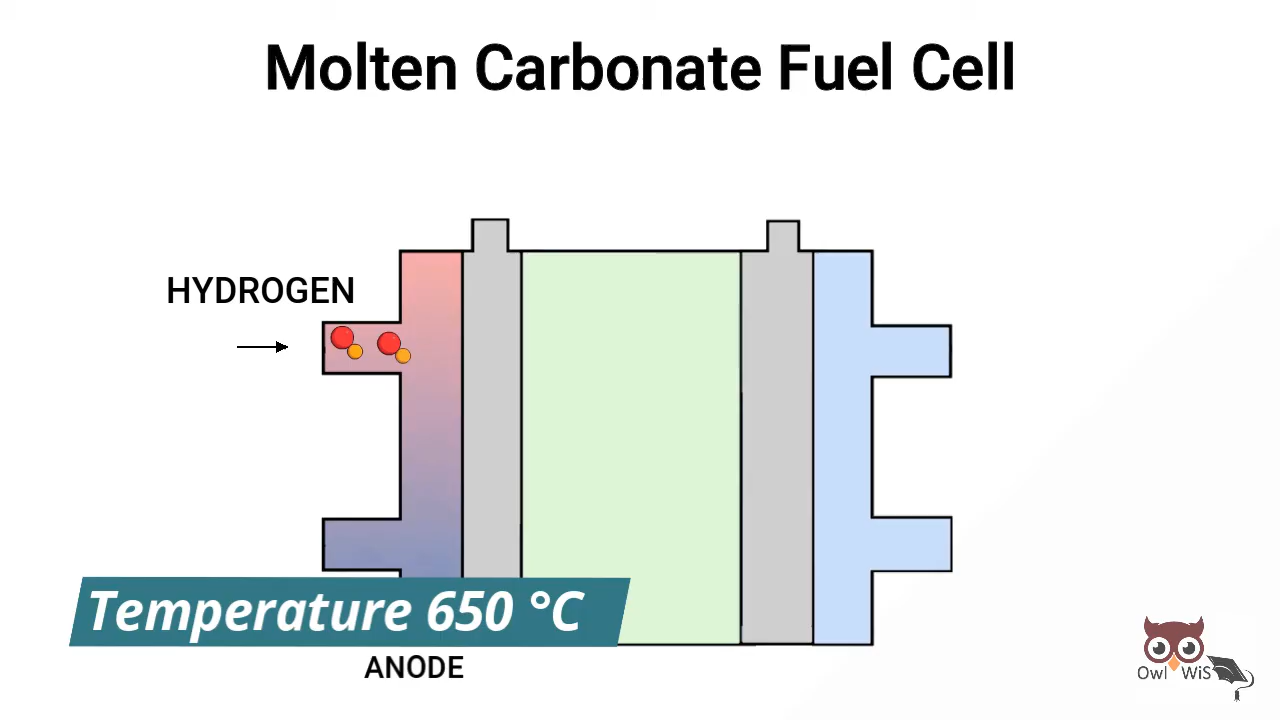 Molten Carbonate Fuel Cell
HYDROGEN
Temperature 650 °C
ANODE
Owl WiS